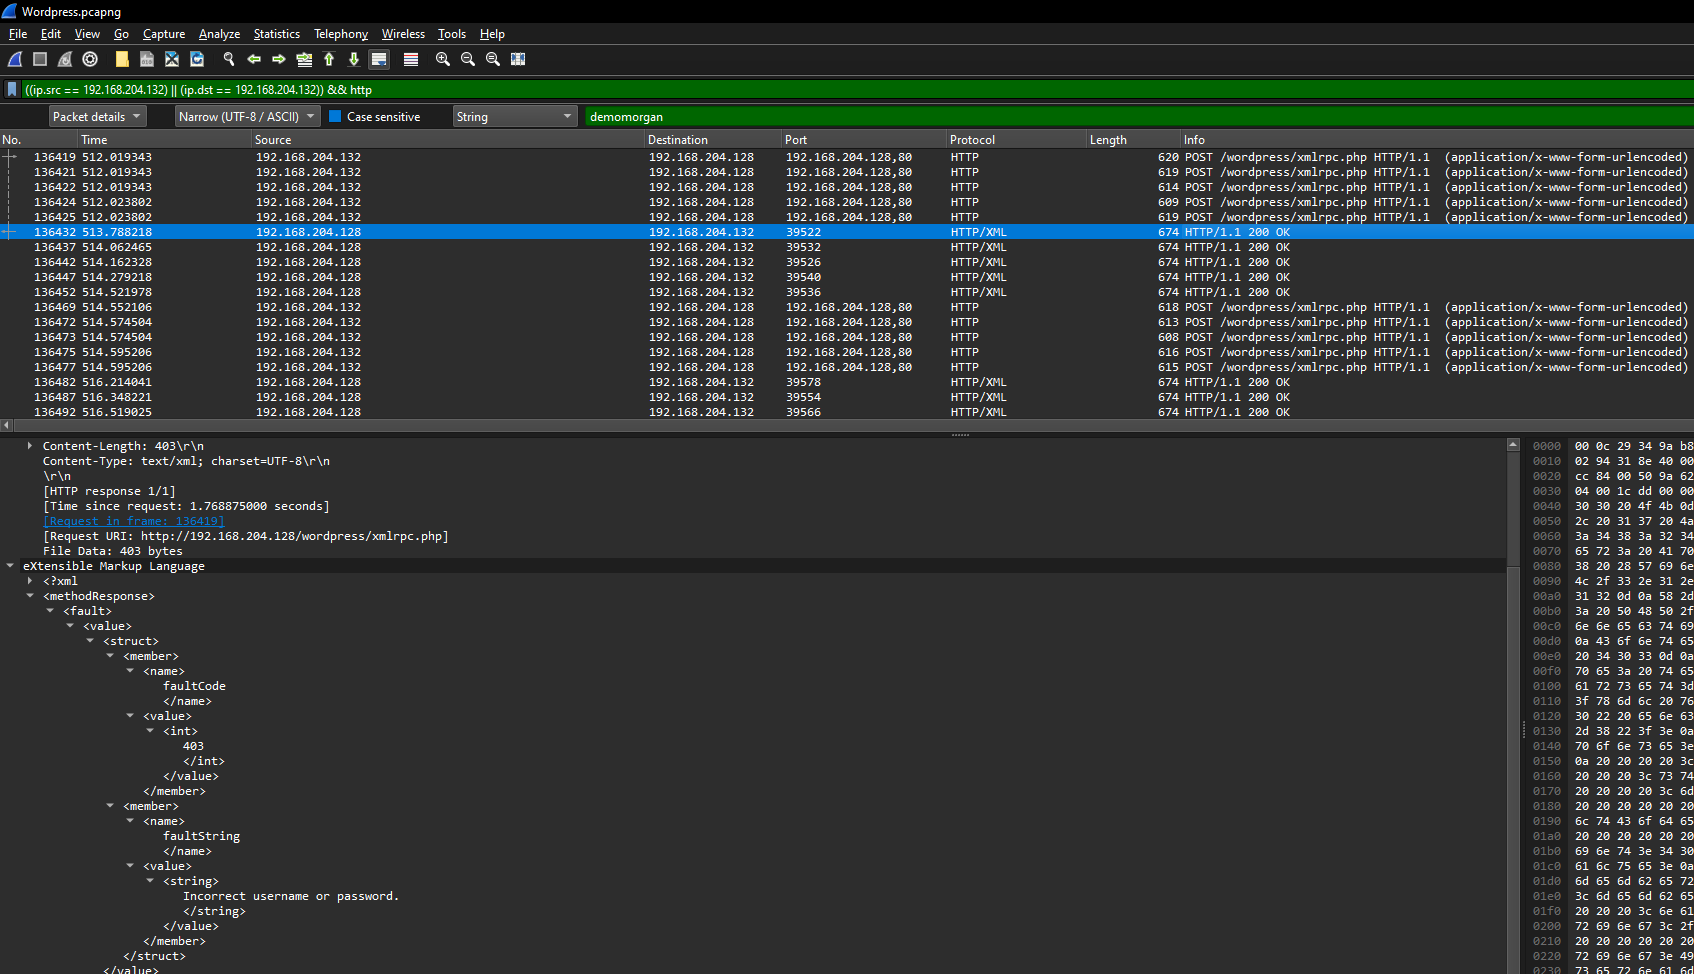 Wordpress.pcapng
File Edit View Go Capture Analyze Statistics Telephony Wireless Tools Help
((ip.src == 192.168.204.132) || (ip.dst == 192.168.204.132)) && http
Packet details Narrow (UTF-8 / ASCII) Case sensitive String demomorgan
No. Time Source Destination Port Protocol Length Info
136419 512.019343 192.168.204.132 192.168.204.128 192.168.204.128,80 HTTP 620 POST /wordpress/xmlrpc.php HTTP/1.1 (application/x-www-form-urlencoded)
136421 512.019343 192.168.204.132 192.168.204.128 192.168.204.128,80 HTTP 619 POST /wordpress/xmlrpc.php HTTP/1.1 (application/x-www-form-urlencoded)
136422 512.019343 192.168.204.132 192.168.204.128 192.168.204.128,80 HTTP 614 POST /wordpress/xmlrpc.php HTTP/1.1 (application/x-www-form-urlencoded)
136424 512.023802 192.168.204.132 192.168.204.128 192.168.204.128,80 HTTP 609 POST /wordpress/xmlrpc.php HTTP/1.1 (application/x-www-form-urlencoded)
136425 512.023802 192.168.204.132 192.168.204.128 192.168.204.128,80 HTTP 619 POST /wordpress/xmlrpc.php HTTP/1.1 (application/x-www-form-urlencoded)
136432 513.788218 192.168.204.128 192.168.204.132 39522 HTTP/XML 674 HTTP/1.1 200 OK
136437 514.062465 192.168.204.128 192.168.204.132 39532 HTTP/XML 674 HTTP/1.1 200 OK
136442 514.162328 192.168.204.128 192.168.204.132 39526 HTTP/XML 674 HTTP/1.1 200 OK
136447 514.279218 192.168.204.128 192.168.204.132 39540 HTTP/XML 674 HTTP/1.1 200 OK
136452 514.521978 192.168.204.128 192.168.204.132 39536 HTTP/XML 674 HTTP/1.1 200 OK
136469 514.552106 192.168.204.132 192.168.204.128 192.168.204.128,80 HTTP 618 POST /wordpress/xmlrpc.php HTTP/1.1 (application/x-www-form-urlencoded)
136472 514.574504 192.168.204.132 192.168.204.128 192.168.204.128,80 HTTP 613 POST /wordpress/xmlrpc.php HTTP/1.1 (application/x-www-form-urlencoded)
136473 514.574504 192.168.204.132 192.168.204.128 192.168.204.128,80 HTTP 608 POST /wordpress/xmlrpc.php HTTP/1.1 (application/x-www-form-urlencoded)
136475 514.595206 192.168.204.132 192.168.204.128 192.168.204.128,80 HTTP 616 POST /wordpress/xmlrpc.php HTTP/1.1 (application/x-www-form-urlencoded)
136477 514.595206 192.168.204.132 192.168.204.128 192.168.204.128,80 HTTP 615 POST /wordpress/xmlrpc.php HTTP/1.1 (application/x-www-form-urlencoded)
136482 516.214041 192.168.204.128 192.168.204.132 39578 HTTP/XML 674 HTTP/1.1 200 OK
136487 516.348221 192.168.204.128 192.168.204.132 39554 HTTP/XML 674 HTTP/1.1 200 OK
136492 516.519025 192.168.204.128 192.168.204.132 39566 HTTP/XML 674 HTTP/1.1 200 OK
Content-Length: 403\r\n
Content-Type: text/xml; charset=UTF-8\r\n
\r\n
[HTTP response 1/1]
[Time since request: 1.768875000 seconds]
[Request in frame: 136419]
[Request URI: http://192.168.204.128/wordpress/xmlrpc.php]
File Data: 403 bytes
eXtensible Markup Language
<?xml
<methodResponse>
<fault>
<value>
<struct>
<member>
<name>
faultCode
</name>
<value>
<int>
403
</int>
</value>
</member>
<member>
<name>
faultString
</name>
<value>
<string>
Incorrect username or password.
</string>
</value>
</member>
</struct>
</value>
0000 00 0c 29 34 9a b8
0010 02 94 31 8e 40 00
0020 cc 84 00 50 9a 62
0030 04 00 1c dd 00 00
0040 30 30 20 4f 4b 0d
0050 2c 20 31 37 20 4a
0060 3a 34 38 3a 32 34
0070 65 72 3a 20 41 70
0080 38 20 28 57 69 6e
0090 4c 2f 33 2e 31 2e
00a0 31 32 0d 0a 58 2d
00b0 3a 20 50 48 50 2f
00c0 6e 6e 65 63 74 69
00d0 0a 43 6f 6e 74 65
00e0 20 34 30 33 0d 0a
00f0 70 65 3a 20 74 65
0100 61 72 73 65 74 3d
0110 3f 78 6d 6c 20 76
0120 30 22 20 65 6e 63
0130 2d 38 22 3f 3e 0a
0140 70 6f 6e 73 65 3e
0150 0a 20 20 20 20 3c
0160 20 20 20 3c 73 74
0170 20 20 20 20 3c 6d
0180 20 20 20 20 20 20
0190 6c 74 43 6f 64 65
01a0 20 20 20 20 20 20
01b0 69 6e 74 3e 34 30
01c0 61 6c 75 65 3e 0a
01d0 6d 65 6d 62 65 72
01e0 3c 6d 65 6d 62 65
01f0 20 20 20 3c 6e 61
0200 72 69 6e 67 3c 2f
0210 20 20 20 20 20 20
0220 72 69 6e 67 3e 49
0230 73 65 72 6e 61 6d